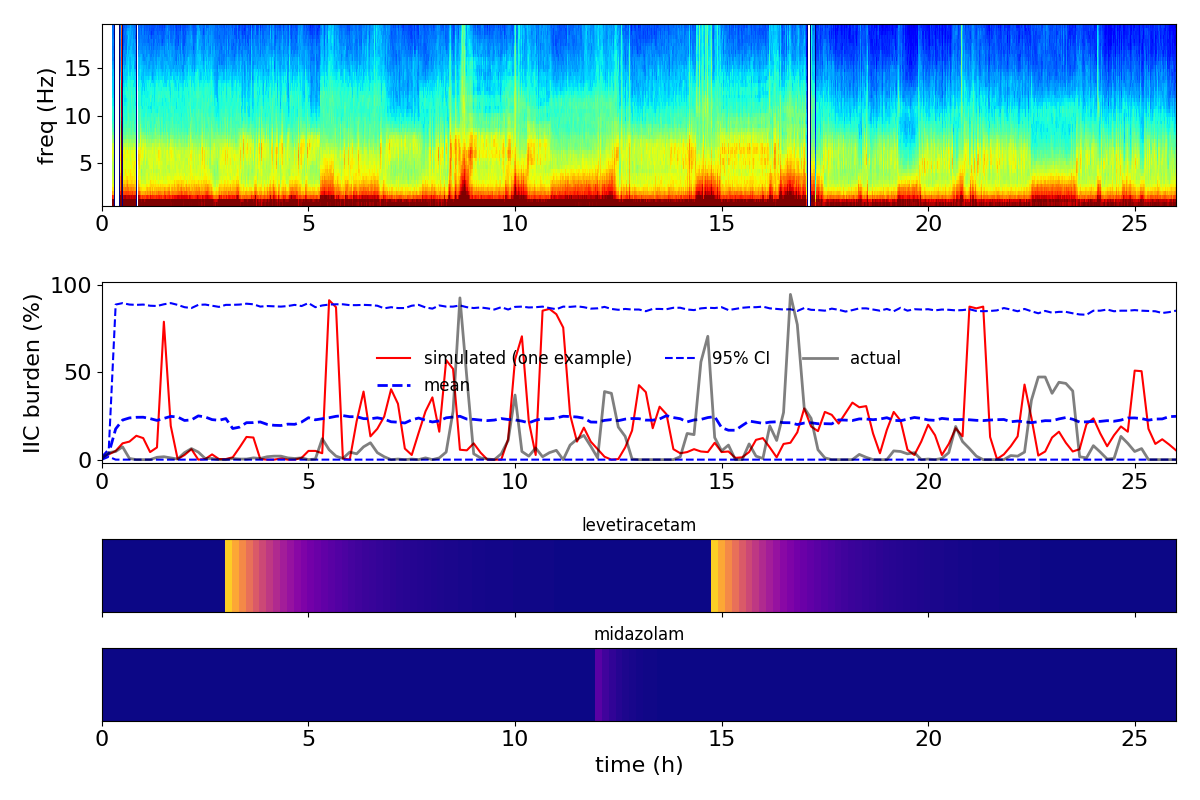 freq (Hz)
15
10
5
0 5 10 15 20 25
IIC burden (%)
100
50
0
simulated (one example) 95% CI actual
mean
0 5 10 15 20 25
levetiracetam
midazolam
0 5 10 15 20 25
time (h)